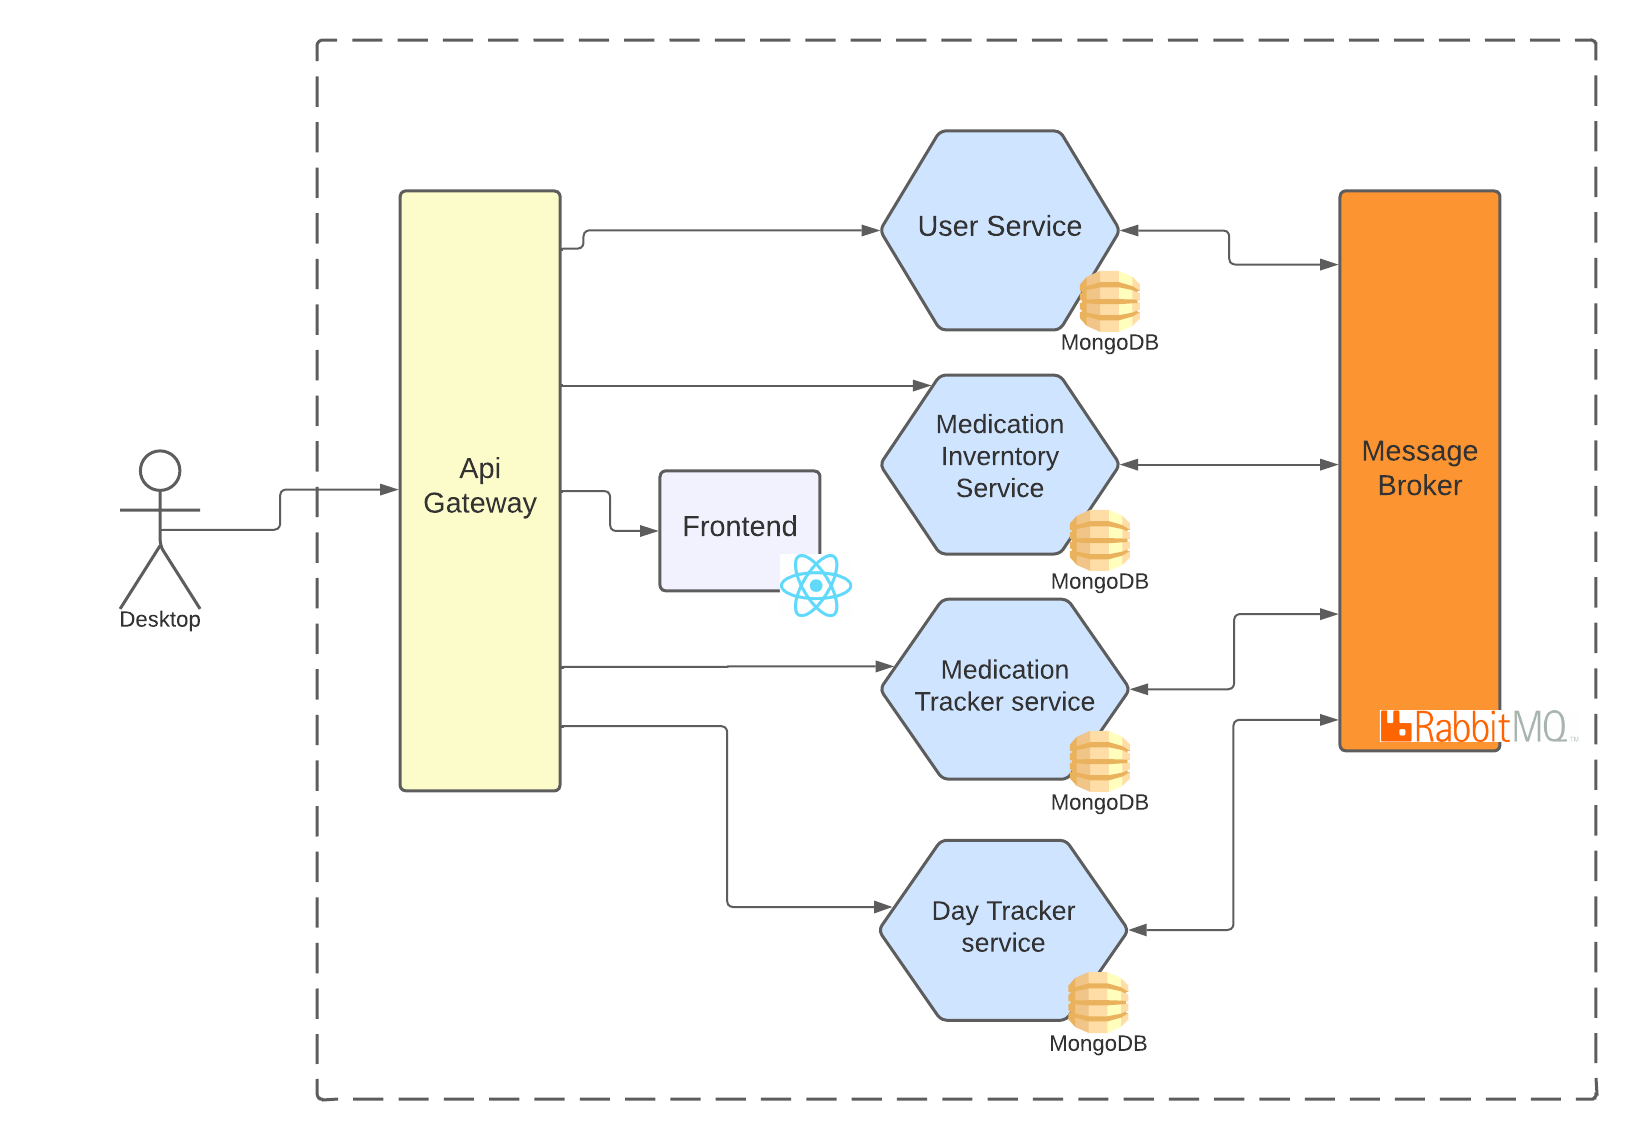 Desktop
Api
Gateway
Frontend
User Service
MongoDB
Medication
Inverntory
Service
MongoDB
Medication
Tracker service
MongoDB
Day Tracker
service
MongoDB
Message
Broker
RabbitMQ™